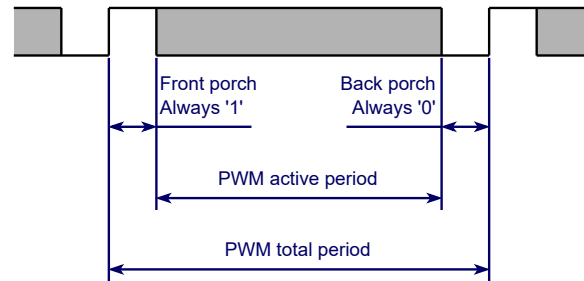 Front porch
Always '1'
Back porch
Always '0'
PWM active period
PWM total period